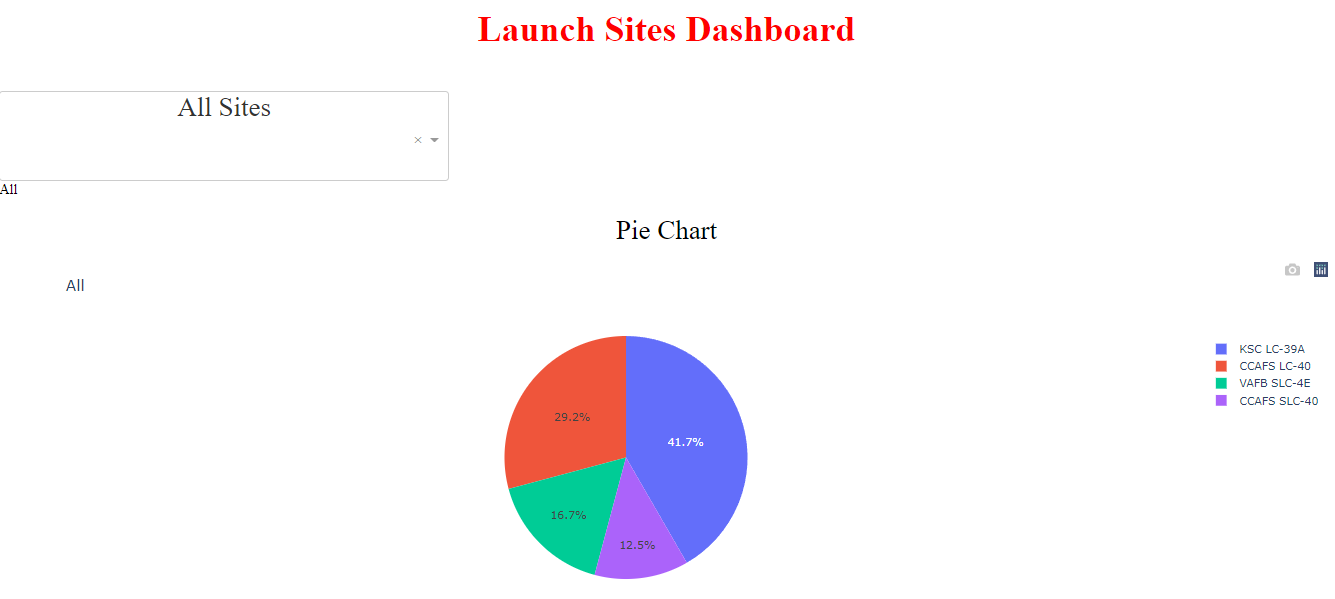 Launch Sites Dashboard
All Sites
×
All
Pie Chart
All
KSC LC-39A
CCAFS LC-40
VAFB SLC-4E
CCAFS SLC-40
29.2%
41.7%
16.7%
12.5%